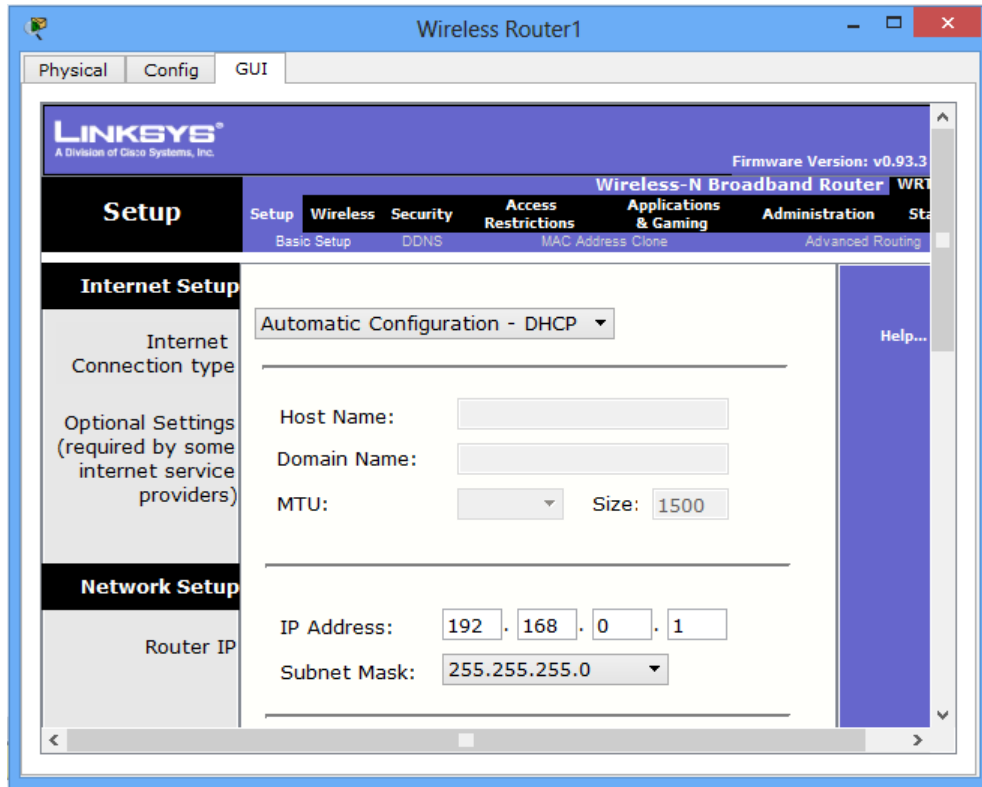 Wireless Router1
Physical Config GUI
LINKSYS®
A Division of Cisco Systems, Inc.
Firmware Version: v0.93.3
Wireless-N Broadband Router WRT
Setup
Setup Wireless Security Access Restrictions Applications & Gaming Administration Sta
Basic Setup DDNS MAC Address Clone Advanced Routing
Internet Setup
Internet
Connection type
Automatic Configuration - DHCP
Help...
Optional Settings
(required by some
internet service
providers)
Host Name:
Domain Name:
MTU: Size: 1500
Network Setup
Router IP
IP Address: 192 . 168 . 0 . 1
Subnet Mask: 255.255.255.0